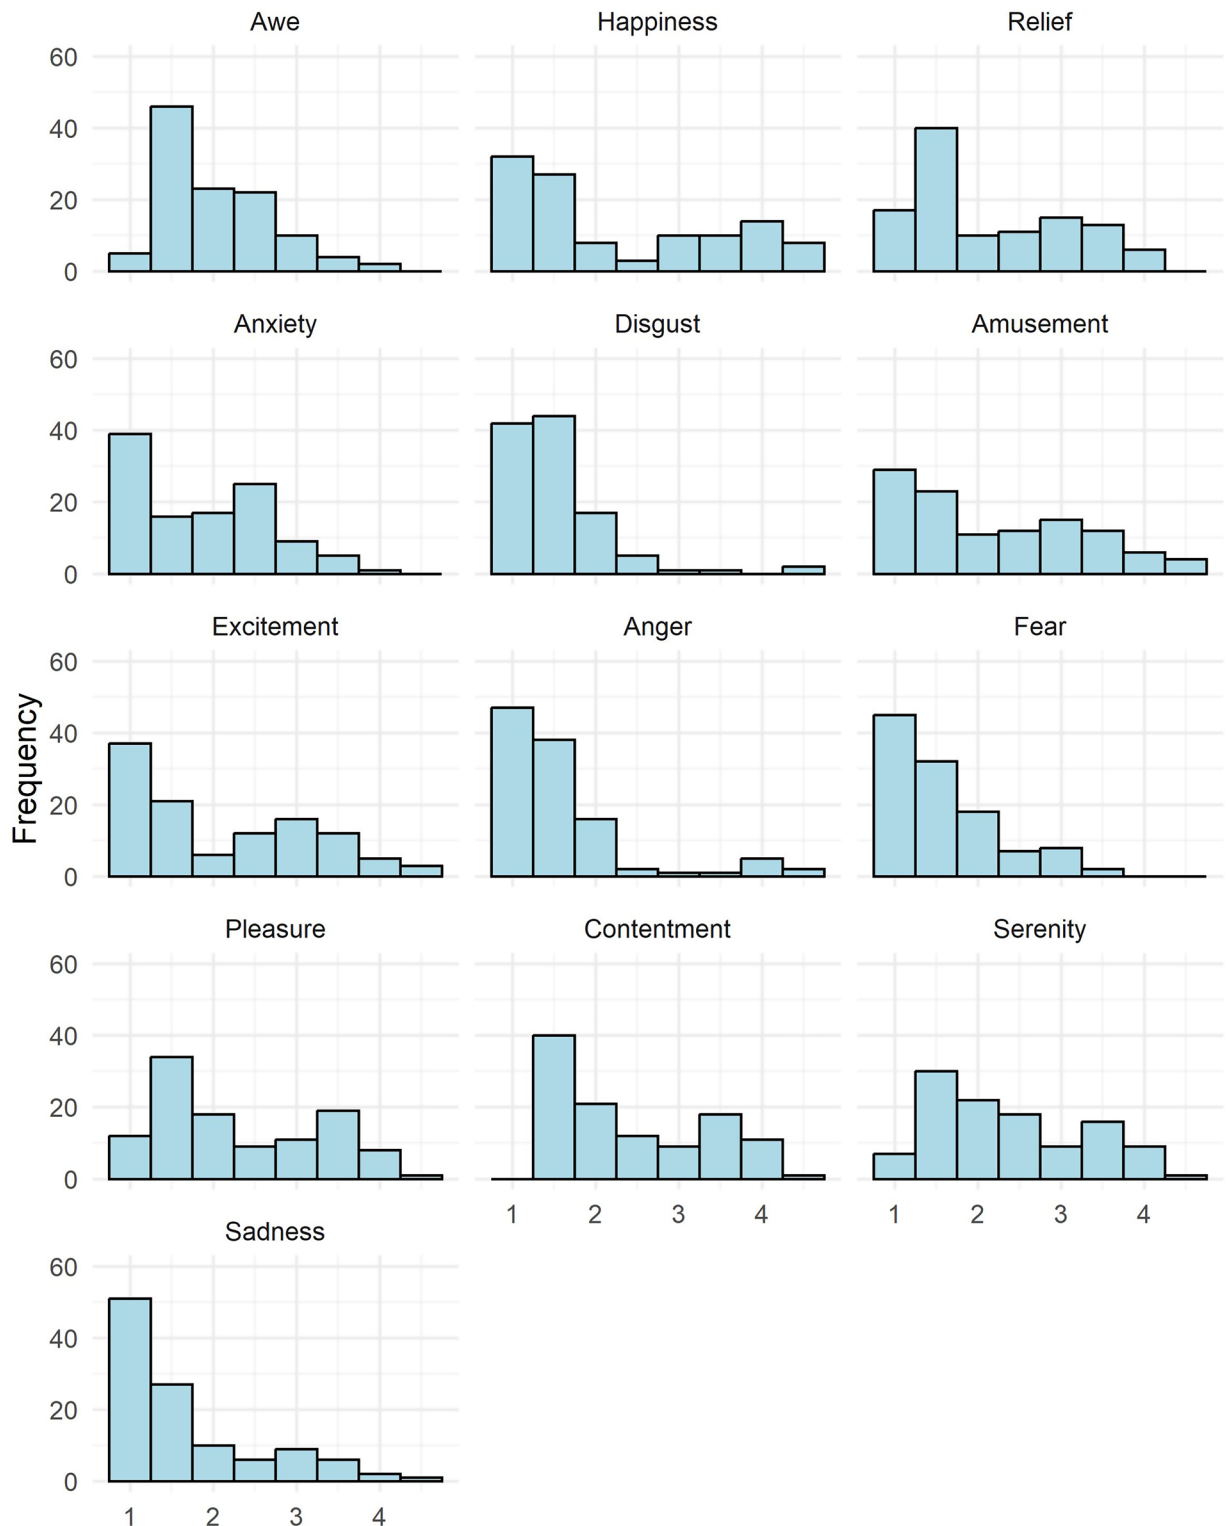 Awe Happiness Relief
60
40
20
0
Anxiety Disgust Amusement
60
40
20
0
Excitement Anger Fear
60
40
20
0
Frequency
Pleasure Contentment Serenity
60
40
20
0
1 2 3 4 1 2 3 4
Sadness
60
40
20
0
1 2 3 4